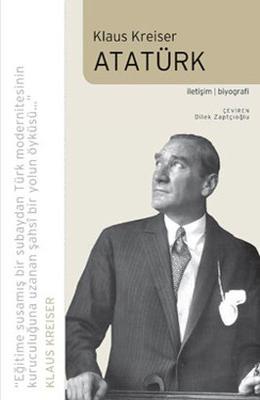 Klaus Kreiser
ATATÜRK
iletişim | biyografi
ÇEVİREN
Dilek Zaptçıoğlu
"Eğitime susamış bir subaydan Türk modernitesinin
kuruculuğuna uzanan şahsî bir yolun öyküsü..."
KLAUS KREISER